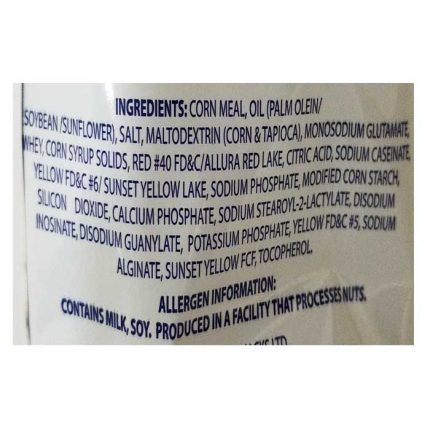 INGREDIENTS: CORN MEAL, OIL (PALM OLEIN/
SOYBEAN /SUNFLOWER), SALT, MALTODEXTRIN (CORN & TAPIOCA), MONOSODIUM GLUTAMATE,
WHEY, CORN SYRUP SOLIDS, RED #40 FD&C/ALLURA RED LAKE, CITRIC ACID, SODIUM CASEINATE,
YELLOW FD&C #6/ SUNSET YELLOW LAKE, SODIUM PHOSPHATE, MODIFIED CORN STARCH,
SILICON DIOXIDE, CALCIUM PHOSPHATE, SODIUM STEAROYL-2-LACTYLATE, DISODIUM
INOSINATE, DISODIUM GUANYLATE, POTASSIUM PHOSPHATE, YELLOW FD&C #5, SODIUM
ALGINATE, SUNSET YELLOW FCF, TOCOPHEROL.
ALLERGEN INFORMATION:
CONTAINS MILK, SOY. PRODUCED IN A FACILITY THAT PROCESSES NUTS.
LTD